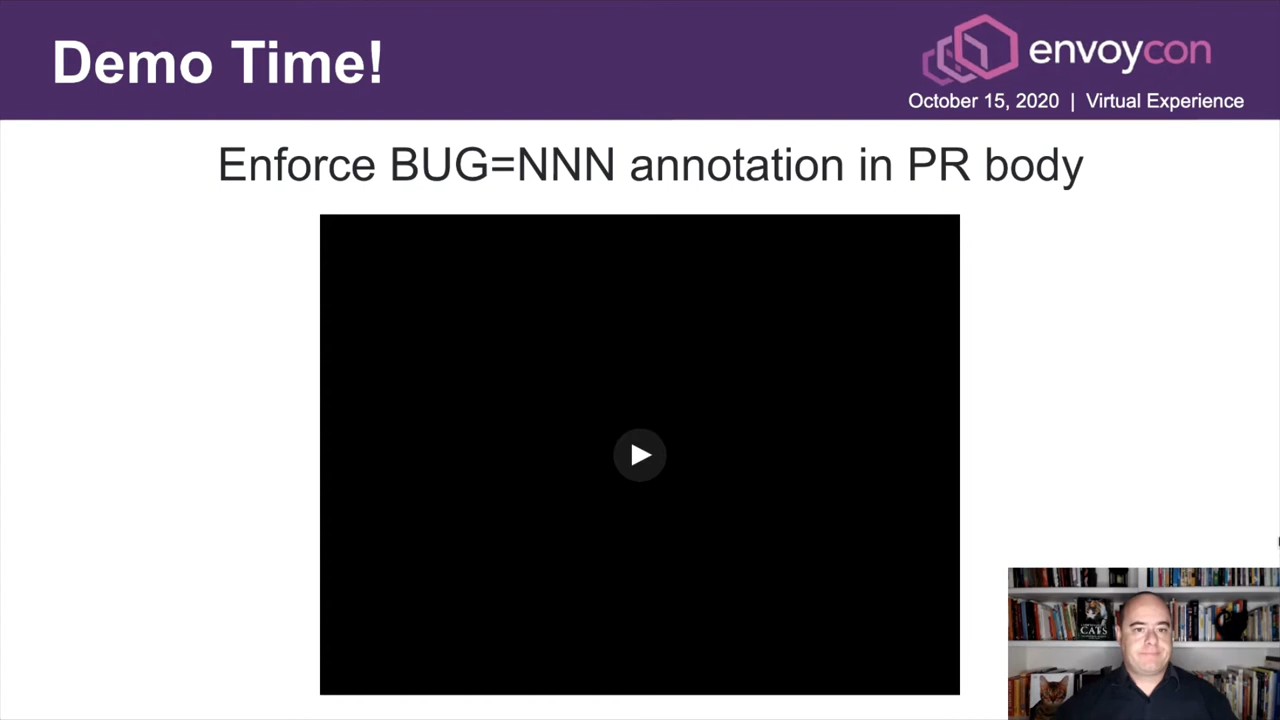 Demo Time!
envoycon
October 15, 2020 | Virtual Experience
Enforce BUG=NNN annotation in PR body
CATS